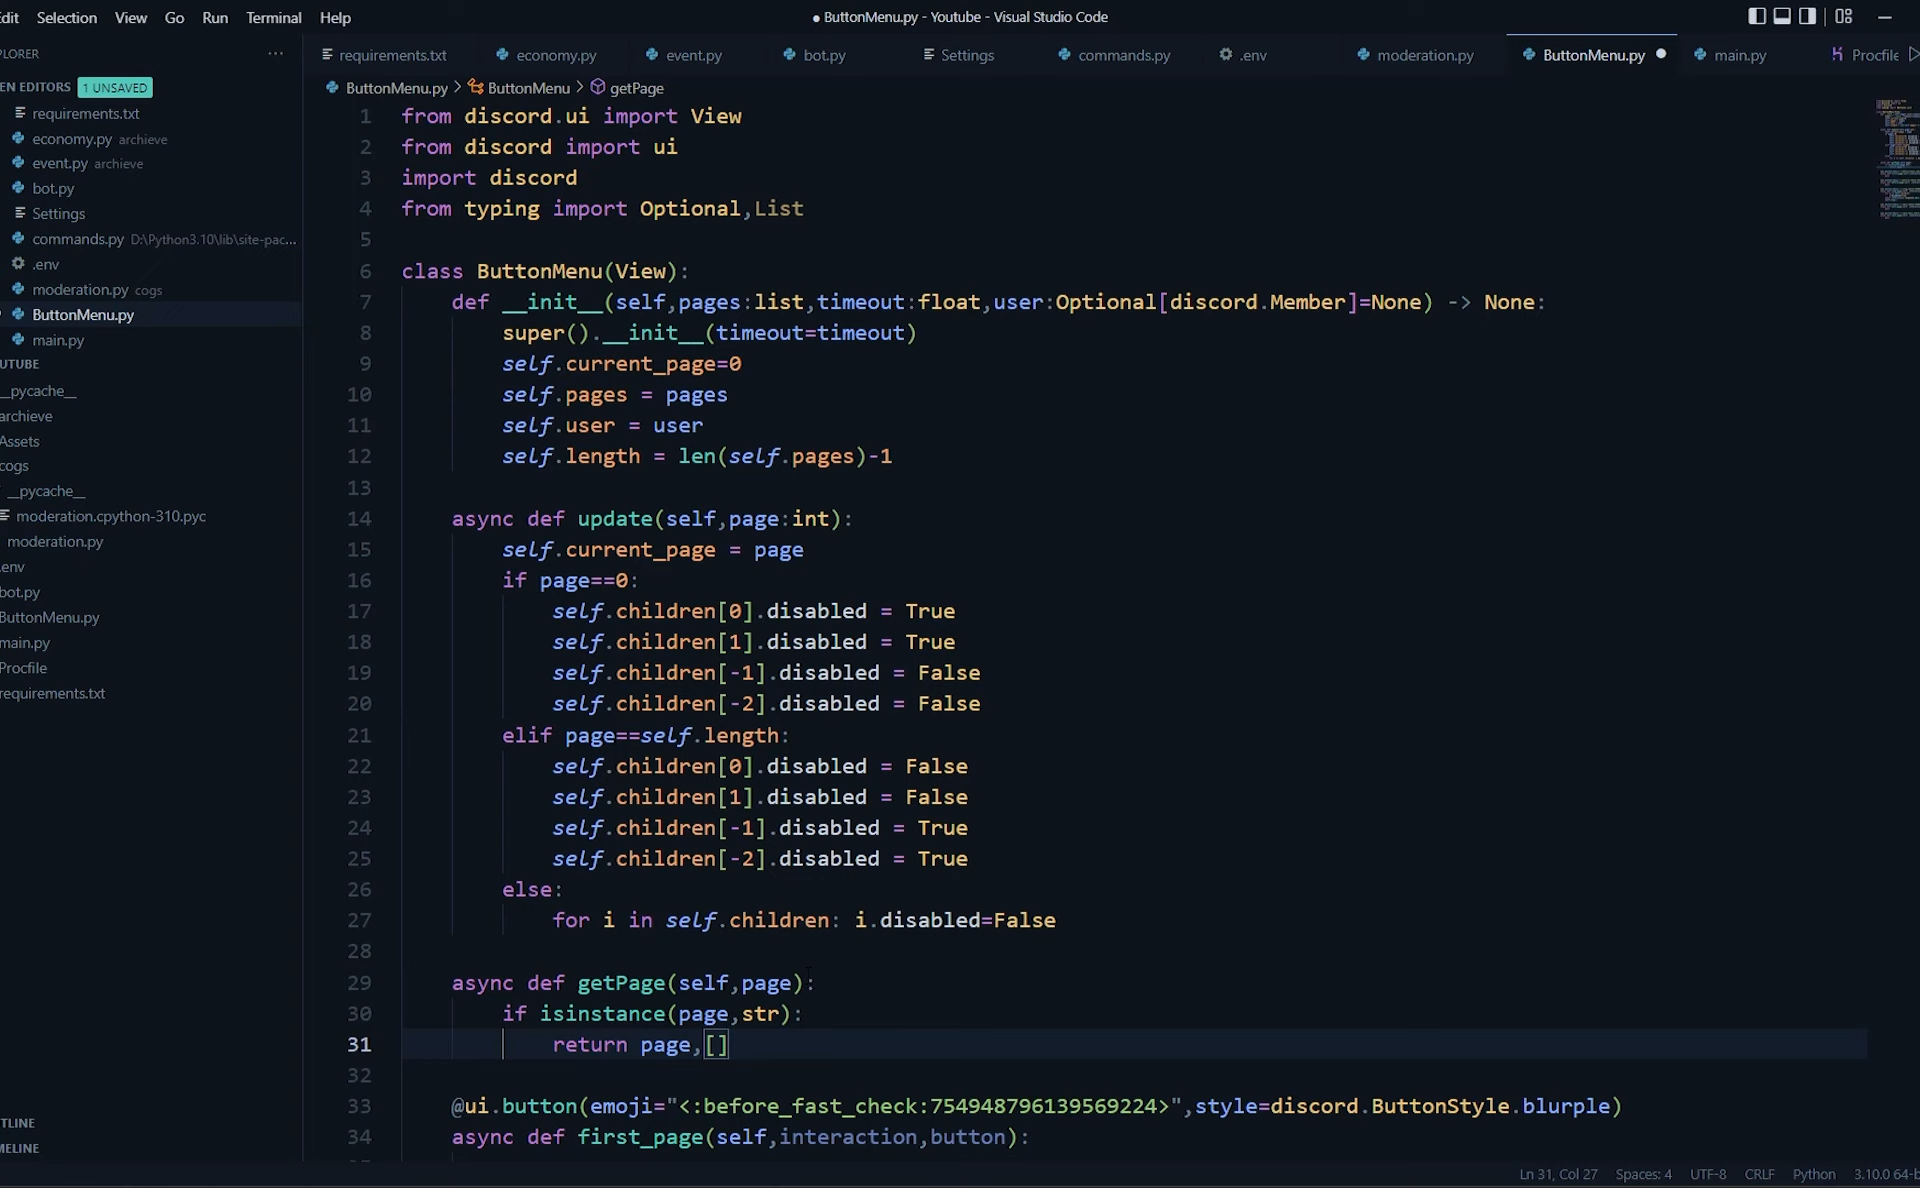 dit Selection View Go Run Terminal Help
● ButtonMenu.py - Youtube - Visual Studio Code
PLORER ···
requirements.txt economy.py event.py bot.py Settings commands.py .env moderation.py ButtonMenu.py ● main.py Procfile
EN EDITORS 1 UNSAVED
requirements.txt
economy.py archieve
event.py archieve
bot.py
Settings
commands.py D:\Python3.10\lib\site-pac...
.env
moderation.py cogs
ButtonMenu.py
main.py
UTUBE
__pycache__
archieve
Assets
cogs
__pycache__
moderation.cpython-310.pyc
moderation.py
.env
bot.py
ButtonMenu.py
main.py
Procfile
requirements.txt
TLINE
MELINE
ButtonMenu.py > ButtonMenu > getPage
1 from discord.ui import View
2 from discord import ui
3 import discord
4 from typing import Optional,List
5
6 class ButtonMenu(View):
7 def __init__(self,pages:list,timeout:float,user:Optional[discord.Member]=None) -> None:
8 super().__init__(timeout=timeout)
9 self.current_page=0
10 self.pages = pages
11 self.user = user
12 self.length = len(self.pages)-1
13
14 async def update(self,page:int):
15 self.current_page = page
16 if page==0:
17 self.children[0].disabled = True
18 self.children[1].disabled = True
19 self.children[-1].disabled = False
20 self.children[-2].disabled = False
21 elif page==self.length:
22 self.children[0].disabled = False
23 self.children[1].disabled = False
24 self.children[-1].disabled = True
25 self.children[-2].disabled = True
26 else:
27 for i in self.children: i.disabled=False
28
29 async def getPage(self,page):
30 if isinstance(page,str):
31 return page,[]
32
33 @ui.button(emoji="<:before_fast_check:754948796139569224>",style=discord.ButtonStyle.blurple)
34 async def first_page(self,interaction,button):
Ln 31, Col 27 Spaces: 4 UTF-8 CRLF Python 3.10.0 64-b